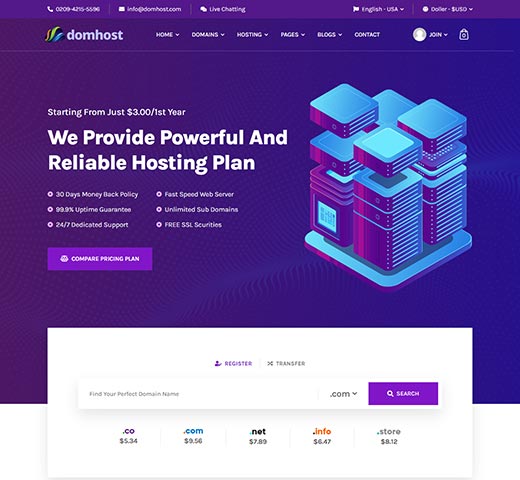 0209-4215-5596 info@domhost.com Live Chatting English - USA Doller - $USD
domhost HOME DOMAINS HOSTING PAGES BLOGS CONTACT JOIN 0
Starting From Just $3.00/1st Year
We Provide Powerful And
Reliable Hosting Plan
30 Days Money Back Policy Fast Speed Web Server
99.9% Uptime Guarantee Unlimited Sub Domains
24/7 Dedicated Support FREE SSL Scurities
COMPARE PRICING PLAN
REGISTER TRANSFER
Find Your Perfect Domain Name .com SEARCH
.co .com .net .info .store
$5.34 $9.56 $7.89 $6.47 $8.12